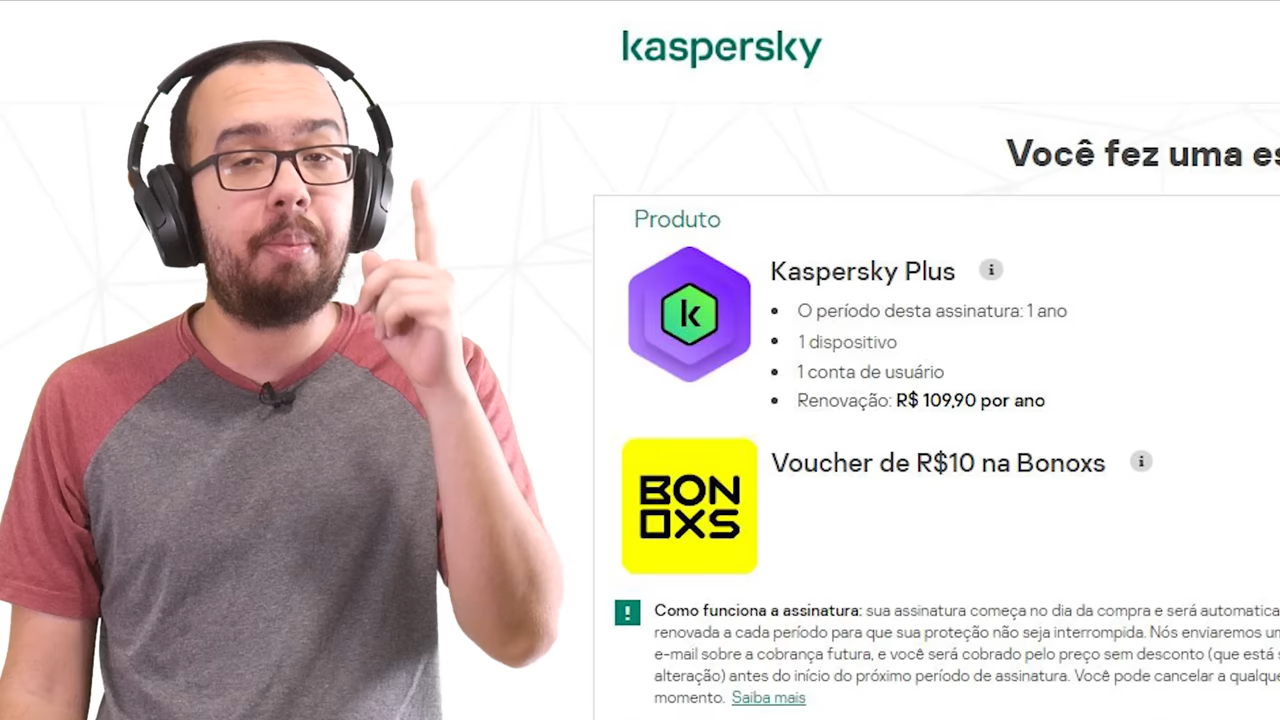 kaspersky
Você fez uma es
Produto
Kaspersky Plus
• O período desta assinatura: 1 ano
• 1 dispositivo
• 1 conta de usuário
• Renovação: R$ 109,90 por ano
BON
OXS
Voucher de R$10 na Bonoxs
Como funciona a assinatura: sua assinatura começa no dia da compra e será automatica
renovada a cada período para que sua proteção não seja interrompida. Nós enviaremos um
e-mail sobre a cobrança futura, e você será cobrado pelo preço sem desconto (que está s
alteração) antes do início do próximo período de assinatura. Você pode cancelar a qualque
momento. Saiba mais